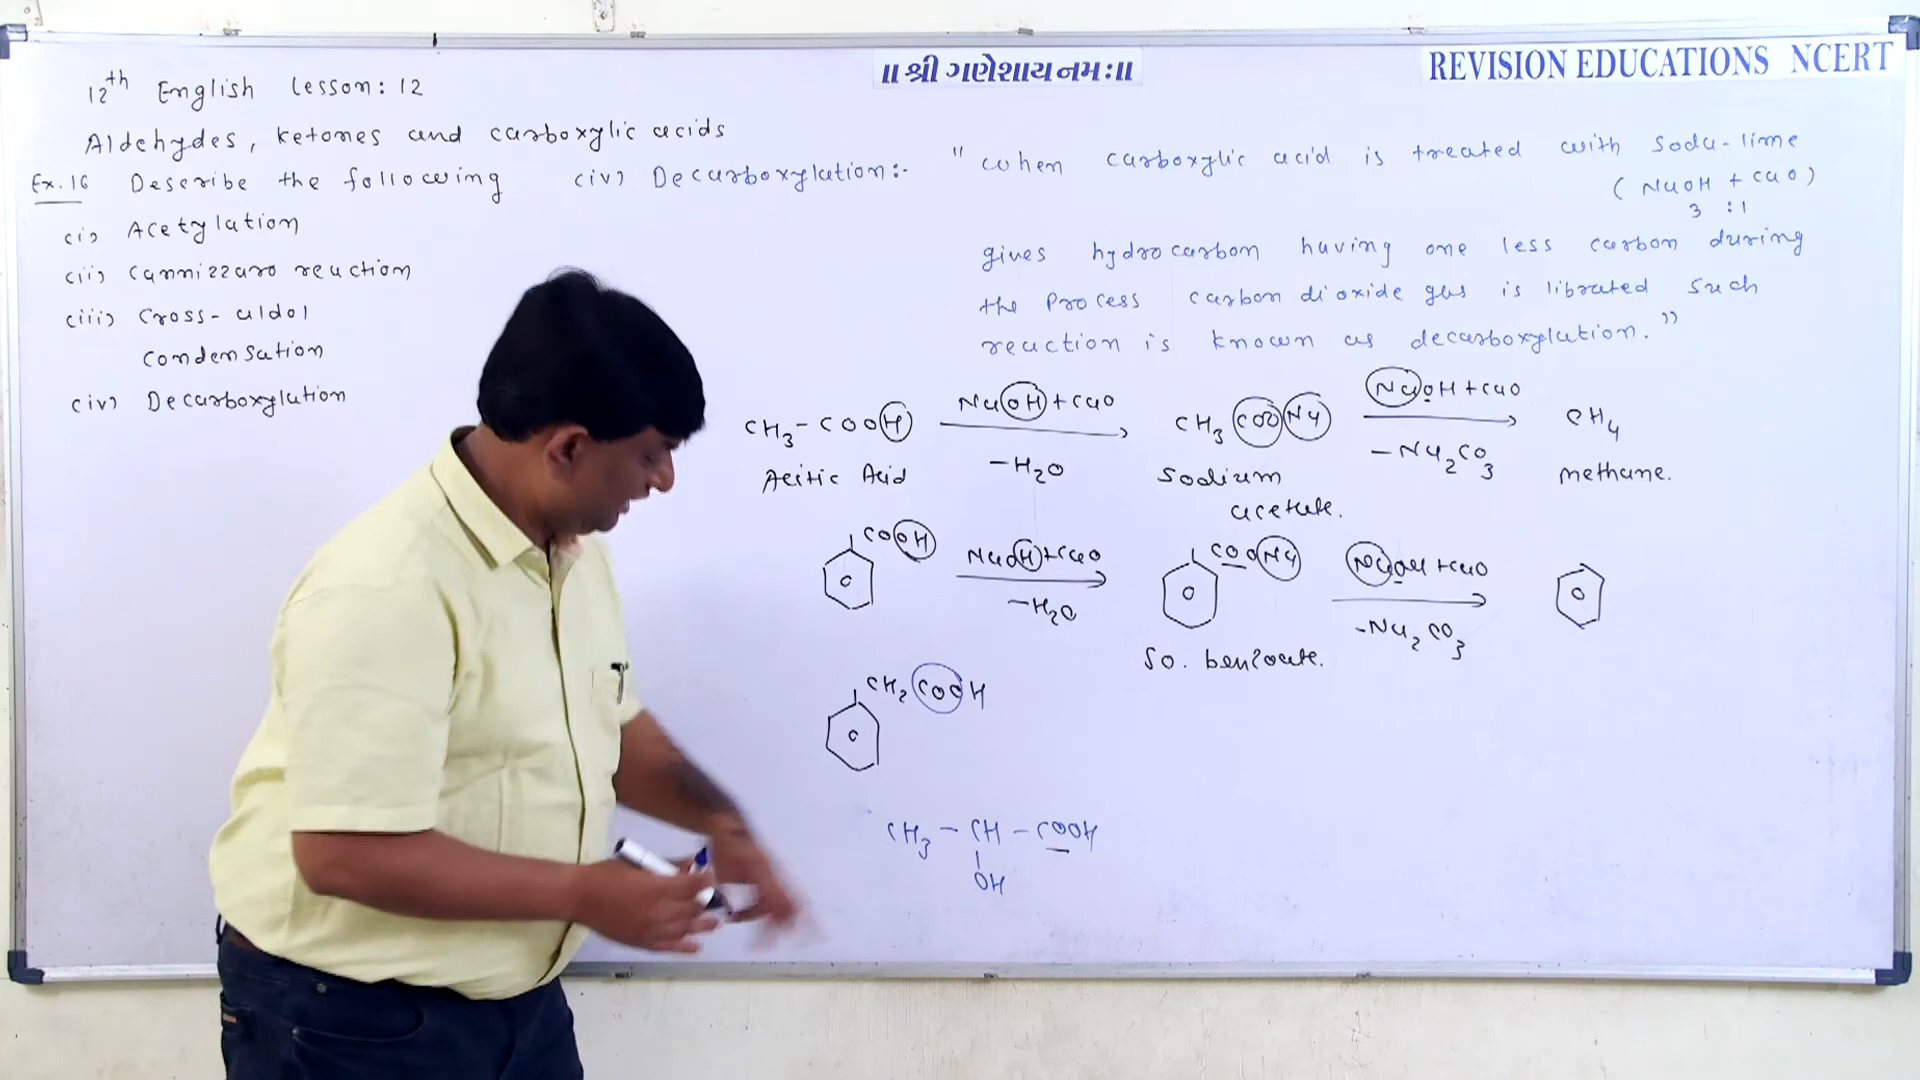 ॥ શ્રી ગણેશાય નમઃ॥
REVISION EDUCATIONS NCERT
12th English Lesson: 12
Aldehydes, ketones and carboxylic acids
Ex. 16 Describe the following
(i) Acetylation
(ii) Cannizzaro reaction
(iii) Cross-aldol
Condensation
(iv) Decarboxylation
(iv) Decarboxylation:-
" When carboxylic acid is treated with soda-lime
(NaOH + CaO)
3 : 1
gives hydrocarbon having one less carbon during
the Process carbon dioxide gas is librated such
reaction is known as decarboxylation."
CH3-COOH NaOH+CaO CH3COONa NaOH+CaO CH4
-H2O -Na2CO3
Acitic Acid Sodium methane.
acetate.
COOH NaOH+CaO COONa NaOH+CaO
-H2O -Na2CO3
So. benzoate.
CH2COOH
CH3-CH-COOH
OH